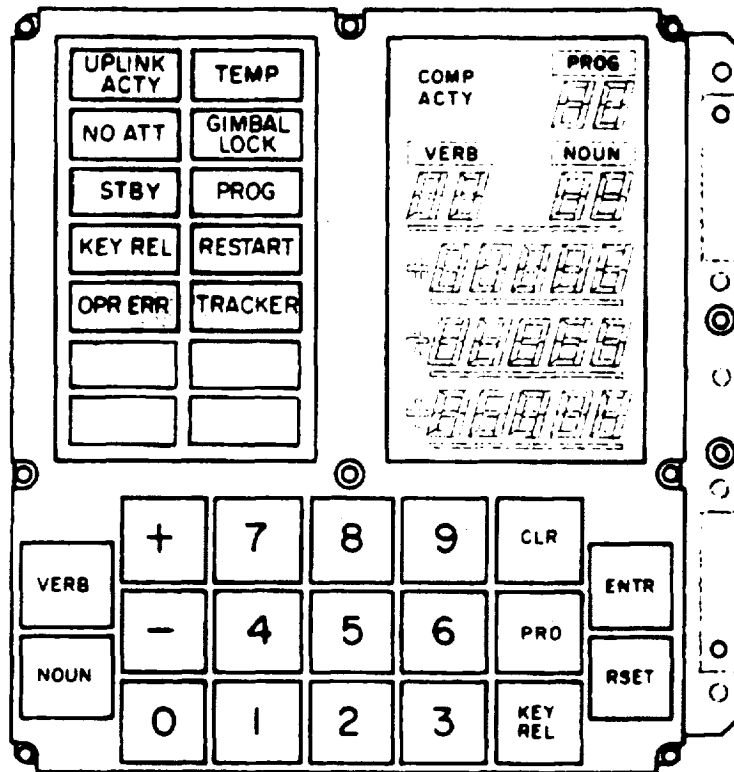 UPLINK ACTY
TEMP
NO ATT
GIMBAL LOCK
STBY
PROG
KEY REL
RESTART
OPR ERR
TRACKER
COMP ACTY
PROG
VERB
NOUN
+ 7 8 9 CLR
VERB
ENTR
- 4 5 6 PRO
NOUN
RSET
0 1 2 3 KEY REL